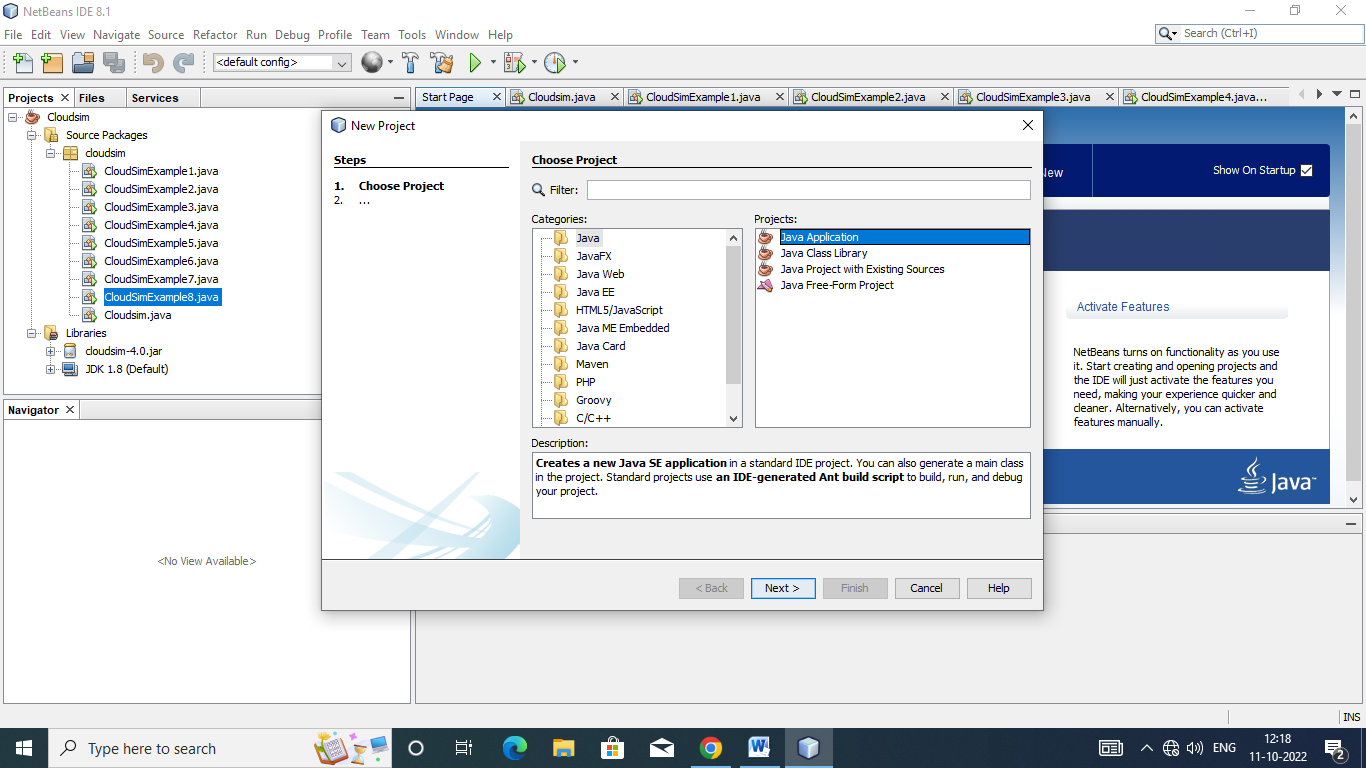 NetBeans IDE 8.1
File Edit View Navigate Source Refactor Run Debug Profile Team Tools Window Help
Search (Ctrl+I)
<default config>
Projects Files Services
Start Page Cloudsim.java CloudSimExample1.java CloudSimExample2.java CloudSimExample3.java CloudSimExample4.java...
Cloudsim
Source Packages
cloudsim
CloudSimExample1.java
CloudSimExample2.java
CloudSimExample3.java
CloudSimExample4.java
CloudSimExample5.java
CloudSimExample6.java
CloudSimExample7.java
CloudSimExample8.java
Cloudsim.java
Libraries
cloudsim-4.0.jar
JDK 1.8 (Default)
Navigator
<No View Available>
New Project
Steps
1. Choose Project
2. ...
Choose Project
Filter:
Categories:
Java
JavaFX
Java Web
Java EE
HTML5/JavaScript
Java ME Embedded
Java Card
Maven
PHP
Groovy
C/C++
Projects:
Java Application
Java Class Library
Java Project with Existing Sources
Java Free-Form Project
Description:
Creates a new Java SE application in a standard IDE project. You can also generate a main class
in the project. Standard projects use an IDE-generated Ant build script to build, run, and debug
your project.
< Back Next > Finish Cancel Help
New
Show On Startup
Activate Features
NetBeans turns on functionality as you use
it. Start creating and opening projects and
the IDE will just activate the features you
need, making your experience quicker and
cleaner. Alternatively, you can activate
features manually.
Java™
INS
Type here to search
ENG
12:18
11-10-2022
2